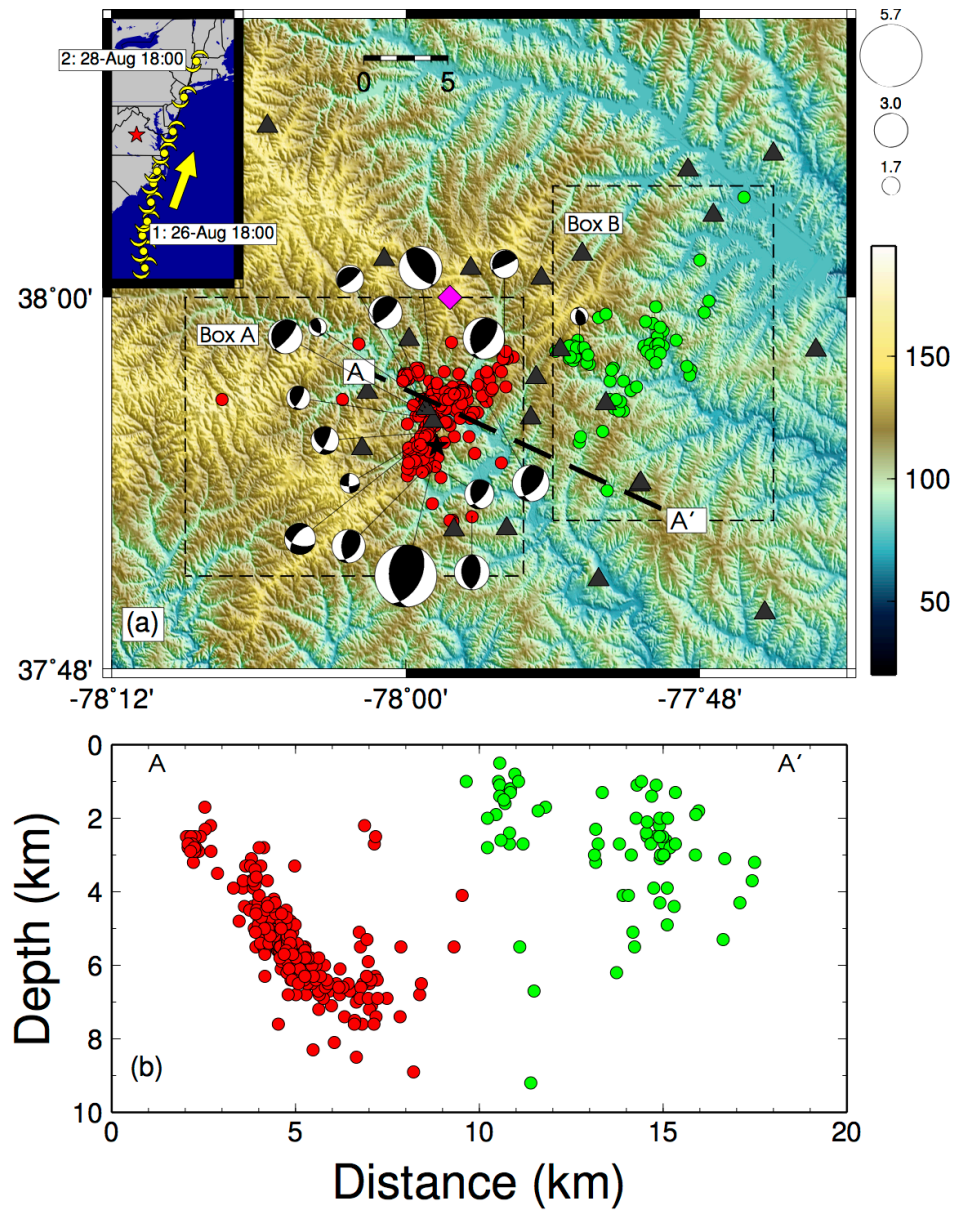 2: 28-Aug 18:00
1: 26-Aug 18:00
0 5
5.7
3.0
1.7
Box B
Box A
A
A′
(a)
38˚00'
37˚48'
-78˚12'
-78˚00'
-77˚48'
150
100
50
A
A′
(b)
0
2
4
6
8
10
Depth (km)
0 5 10 15 20
Distance (km)